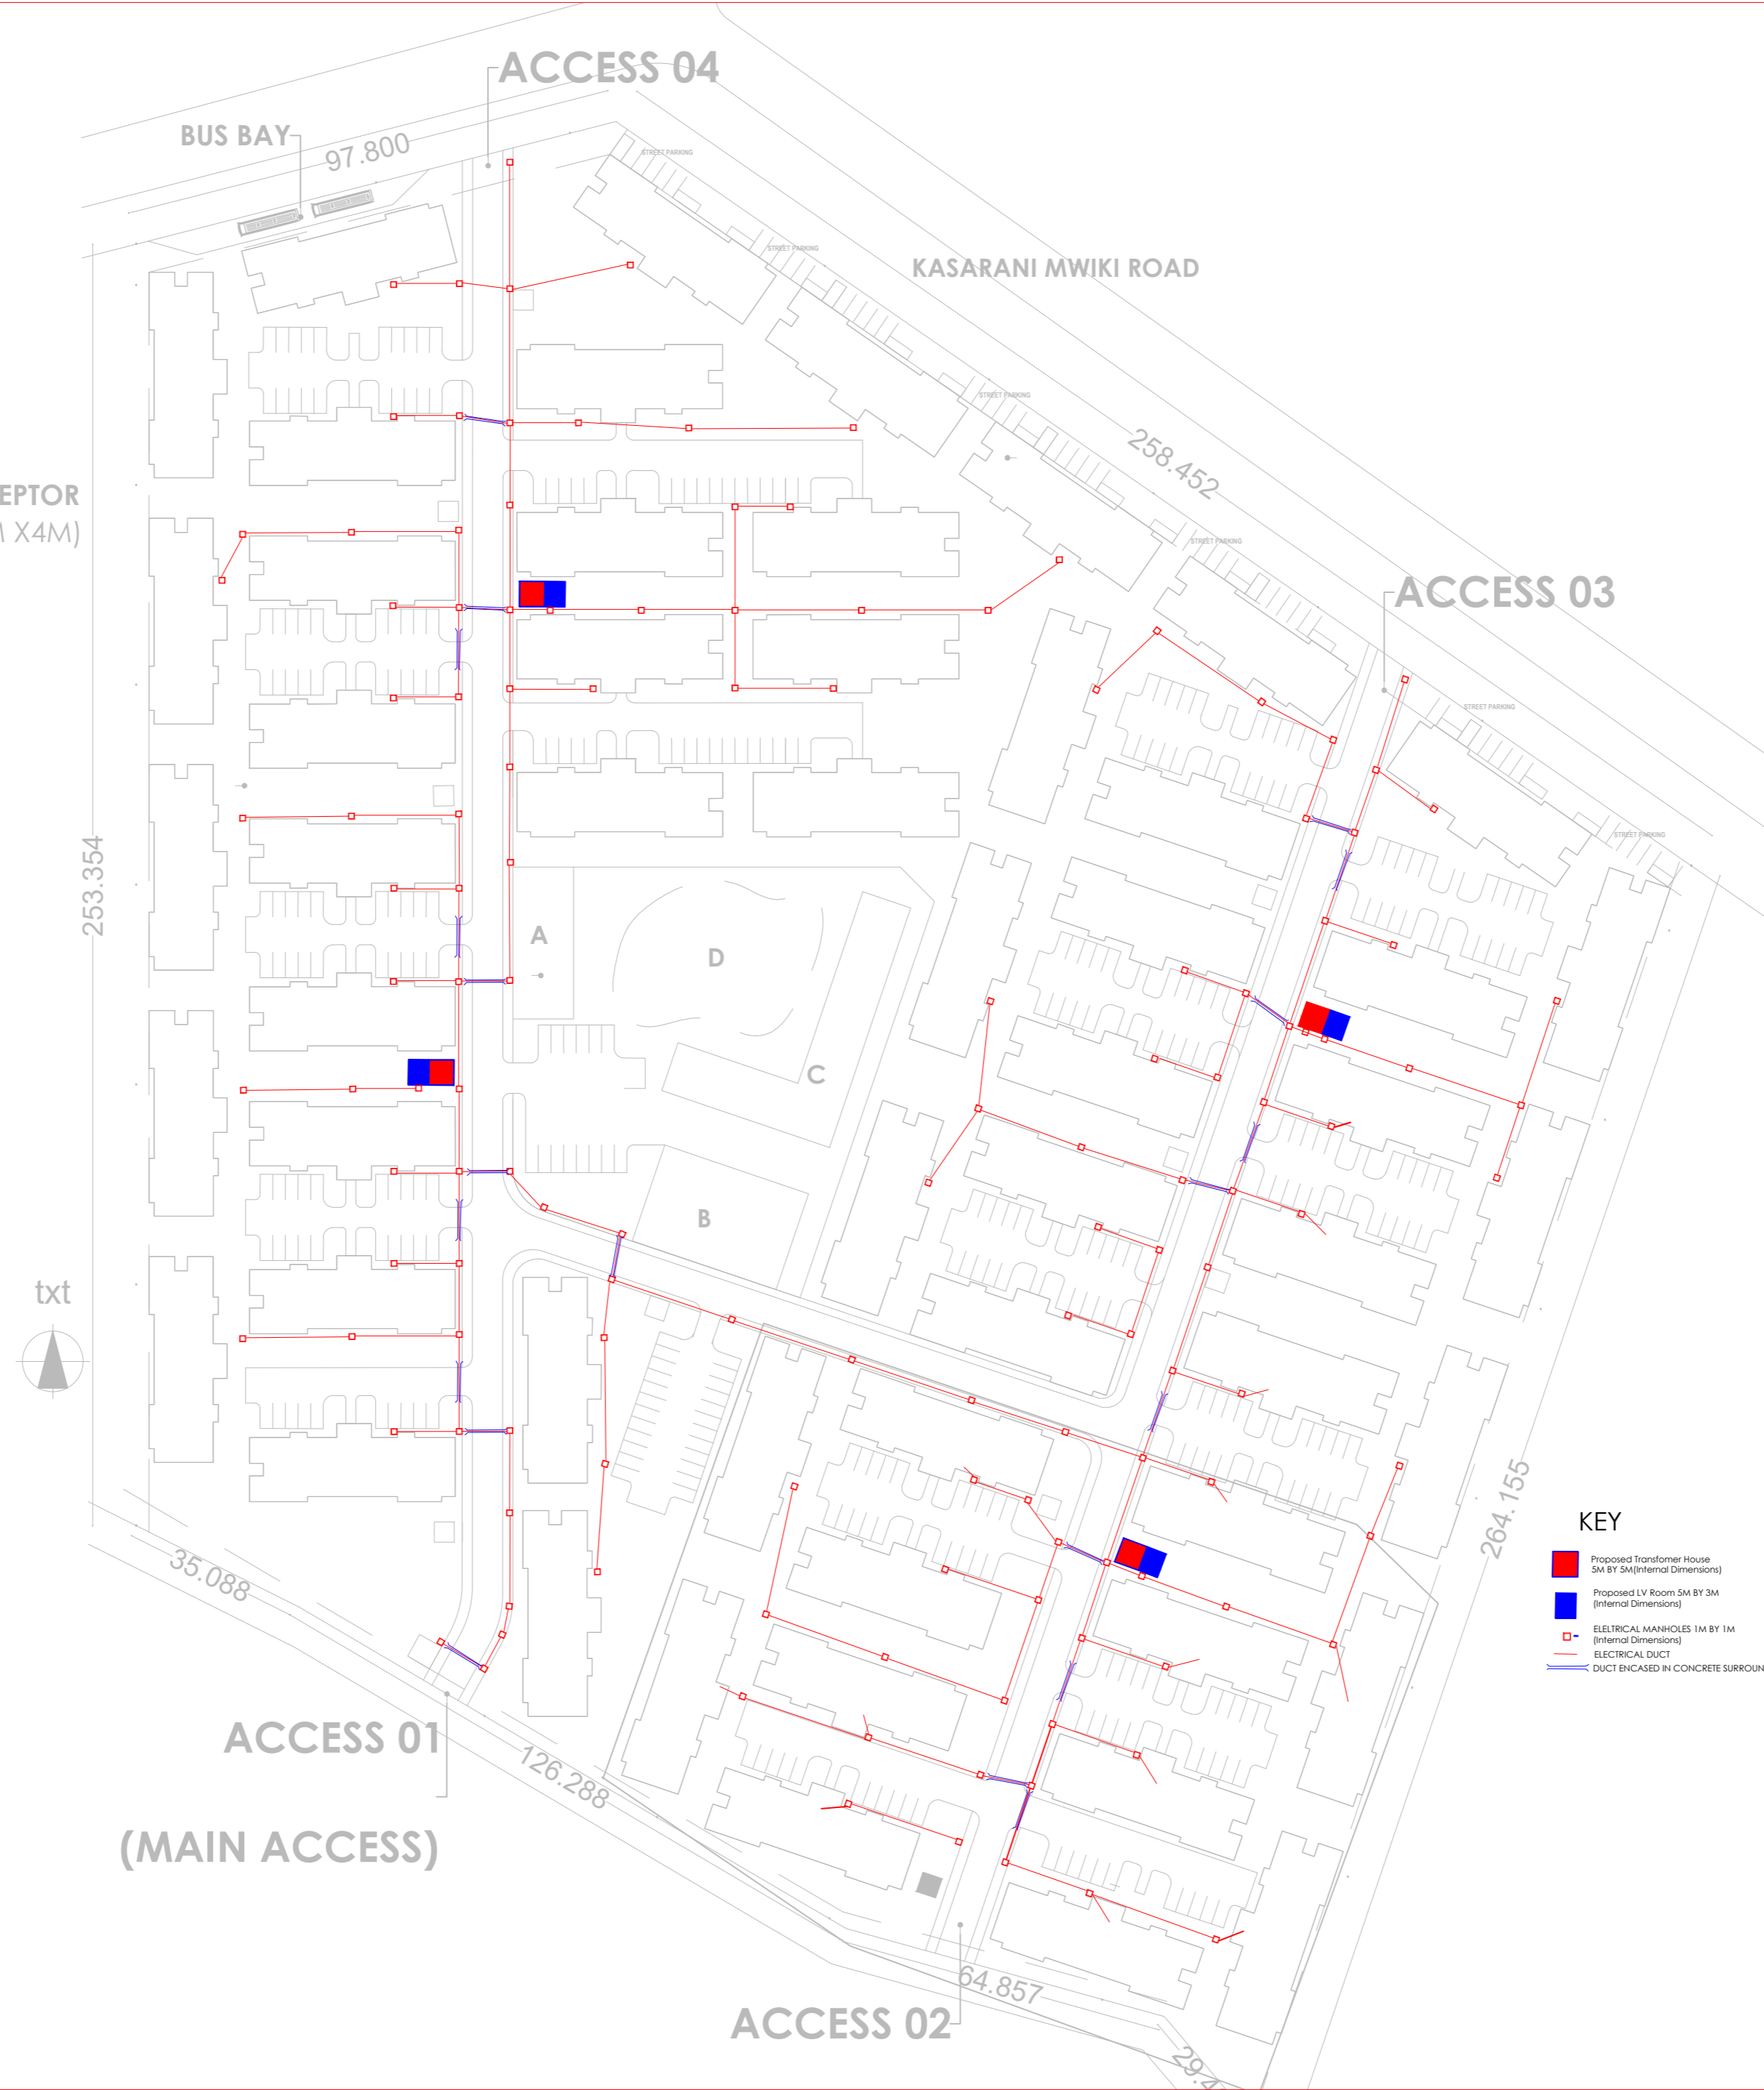 ACCESS 04
BUS BAY
97.800
STREET PARKING
STREET PARKING
KASARANI MWIKI ROAD
STREET PARKING
258.452
EPTOR
M X4M)
STREET PARKING
ACCESS 03
STREET PARKING
STREET PARKING
253.354
A
D
C
B
txt
264.155
KEY
Proposed Transfomer House
5M BY 5M(Internal Dimensions)
Proposed LV Room 5M BY 3M
(Internal Dimensions)
ELELTRICAL MANHOLES 1M BY 1M
(Internal Dimensions)
ELECTRICAL DUCT
DUCT ENCASED IN CONCRETE SURROUN
35.088
ACCESS 01
126.288
(MAIN ACCESS)
64.857
ACCESS 02
29.4